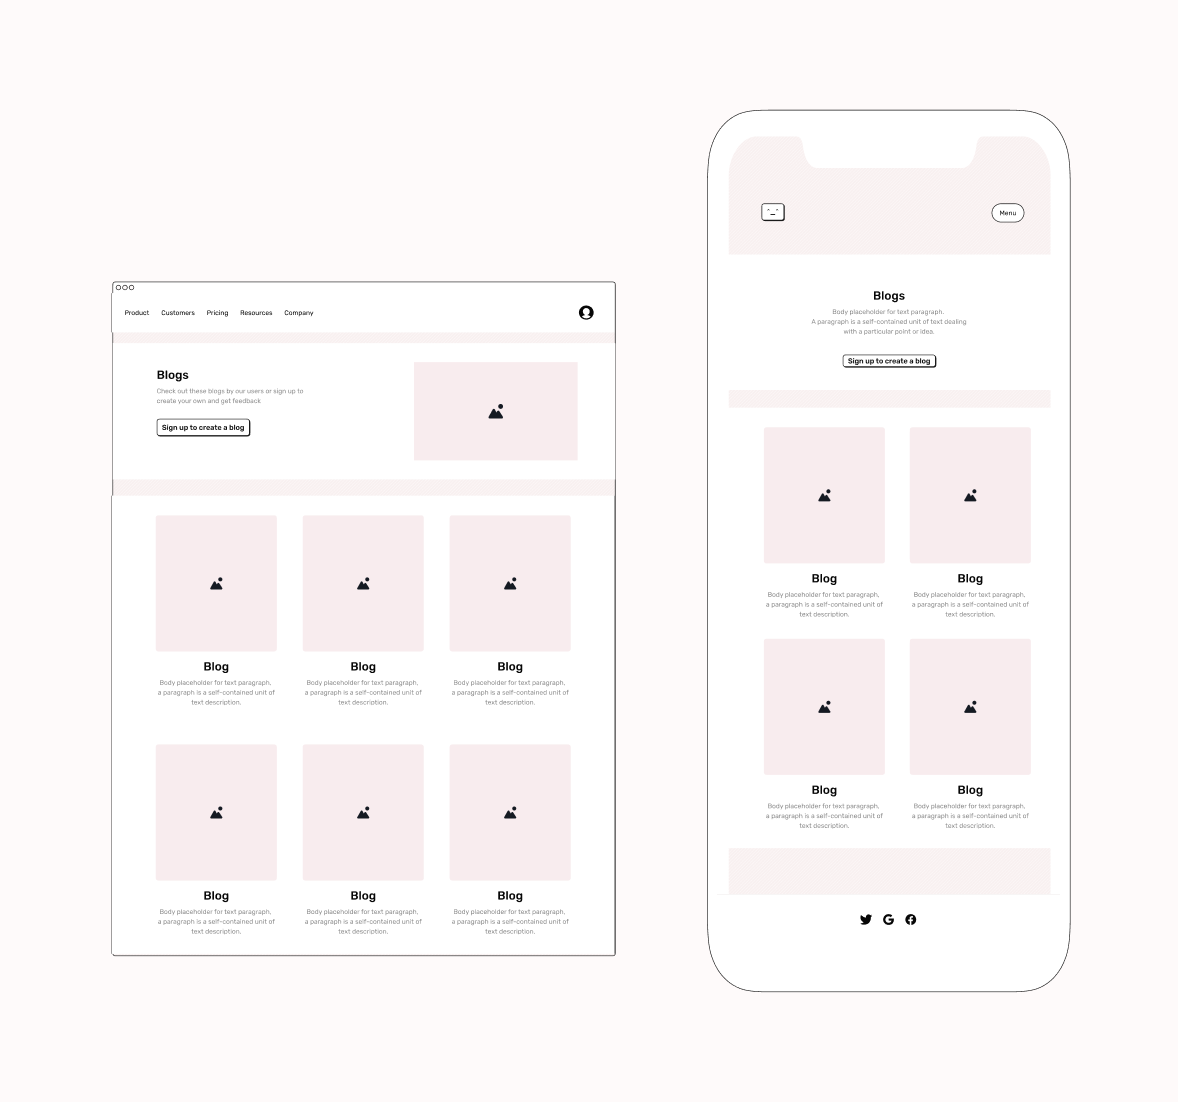 Product Customers Pricing Resources Company
Blogs
Check out these blogs by our users or sign up to
create your own and get feedback
Sign up to create a blog
Blog
Body placeholder for text paragraph,
a paragraph is a self-contained unit of
text description.
Blog
Body placeholder for text paragraph,
a paragraph is a self-contained unit of
text description.
Blog
Body placeholder for text paragraph,
a paragraph is a self-contained unit of
text description.
Blog
Body placeholder for text paragraph,
a paragraph is a self-contained unit of
text description.
Blog
Body placeholder for text paragraph,
a paragraph is a self-contained unit of
text description.
Blog
Body placeholder for text paragraph,
a paragraph is a self-contained unit of
text description.
Menu
Blogs
Body placeholder for text paragraph.
A paragraph is a self-contained unit of text dealing
with a particular point or idea.
Sign up to create a blog
Blog
Body placeholder for text paragraph,
a paragraph is a self-contained unit of
text description.
Blog
Body placeholder for text paragraph,
a paragraph is a self-contained unit of
text description.
Blog
Body placeholder for text paragraph,
a paragraph is a self-contained unit of
text description.
Blog
Body placeholder for text paragraph,
a paragraph is a self-contained unit of
text description.